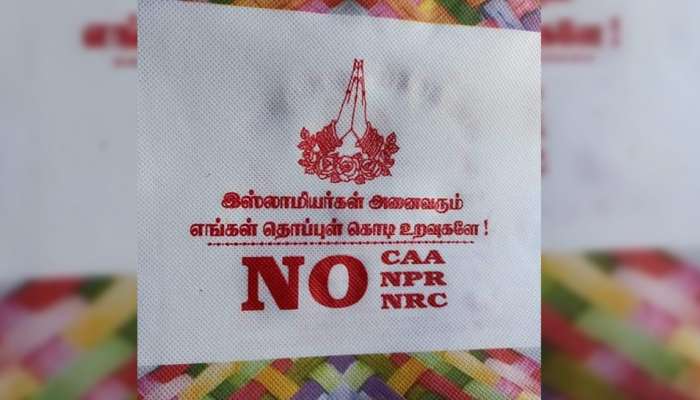 இஸ்லாமியர்கள் அனைவரும்
எங்கள் தொப்புள் கொடி உறவுகளே !
NO CAA
NPR
NRC